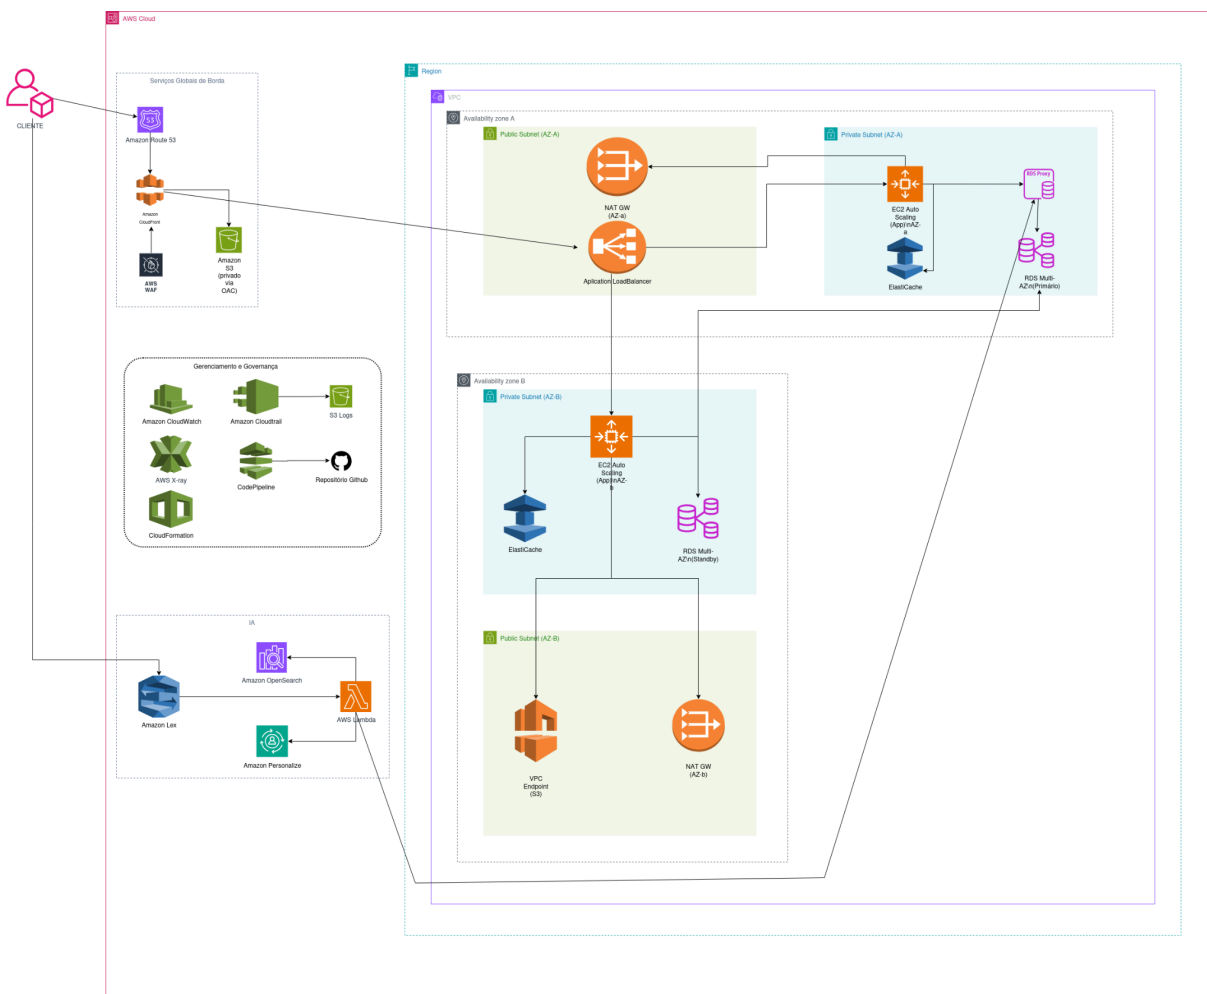 AWS Cloud
CLIENTE
Serviços Globais de Borda
Amazon Route 53
Amazon
CloudFront
AWS
WAF
Amazon
S3
(privado
via
OAC)
Region
VPC
Availability zone A
Public Subnet (AZ-A)
NAT GW
(AZ-a)
Aplication LoadBalancer
Private Subnet (AZ-A)
EC2 Auto
Scaling
(App)\nAZ-
a
ElastiCache
RDS Proxy
RDS Multi-
AZ\n(Primário)
Gerenciamento e Governança
Amazon CloudWatch
Amazon Cloudtrail
S3 Logs
AWS X-ray
CodePipeline
Repositório Github
CloudFormation
Availability zone B
Private Subnet (AZ-B)
EC2 Auto
Scaling
(App)\nAZ-
b
ElastiCache
RDS Multi-
AZ\n(Standby)
Public Subnet (AZ-B)
VPC
Endpoint
(S3)
NAT GW
(AZ-b)
IA
Amazon OpenSearch
Amazon Lex
AWS Lambda
Amazon Personalize